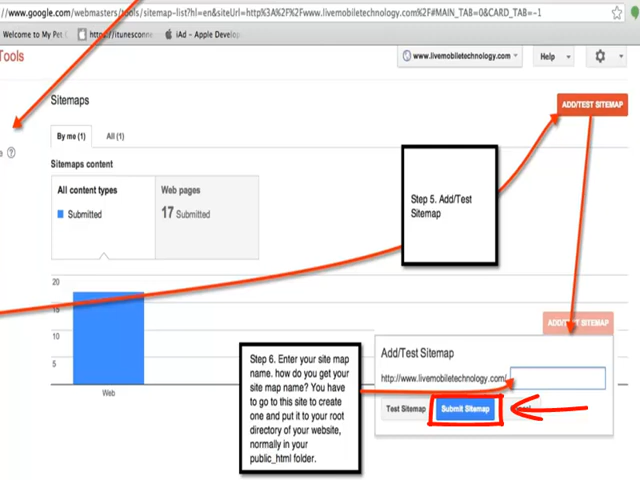 /www.google.com/webmasters/tools/sitemap-list?hl=en&siteUrl=http%3A%2F%2Fwww.livemobiletechnology.com%2F#MAIN_TAB=0&CARD_TAB=-1
Welcome to My Pet
https://itunesconne
iAd - Apple Develop
Tools
www.livemobiletechnology.com
Help
Sitemaps
ADD/TEST SITEMAP
By me (1)
All (1)
Sitemaps content
All content types
Web pages
Submitted
17 Submitted
Step 5. Add/Test
Sitemap
20
15
10
5
Web
ADD/TEST SITEMAP
Add/Test Sitemap
http://www.livemobiletechnology.com/
Test Sitemap
Submit Sitemap
Step 6. Enter your site map
name. how do you get your
site map name? You have
to go to this site to create
one and put it to your root
directory of your website,
normally in your
public_html folder.